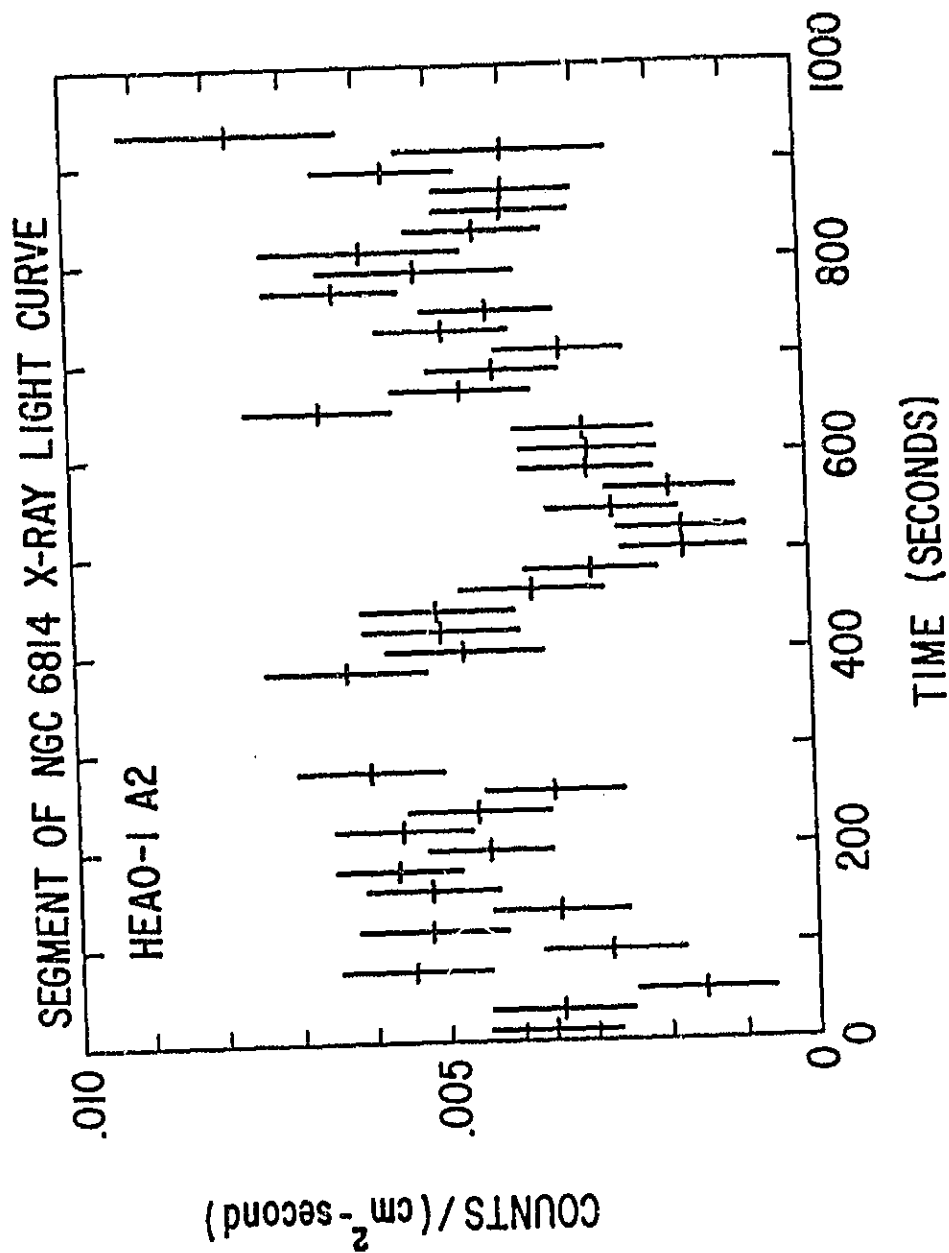 SEGMENT OF NGC 6814 X-RAY LIGHT CURVE
HEAO-1 A2
COUNTS/(cm²-second)
.010
.005
0
0
200
400
600
800
1000
TIME (SECONDS)